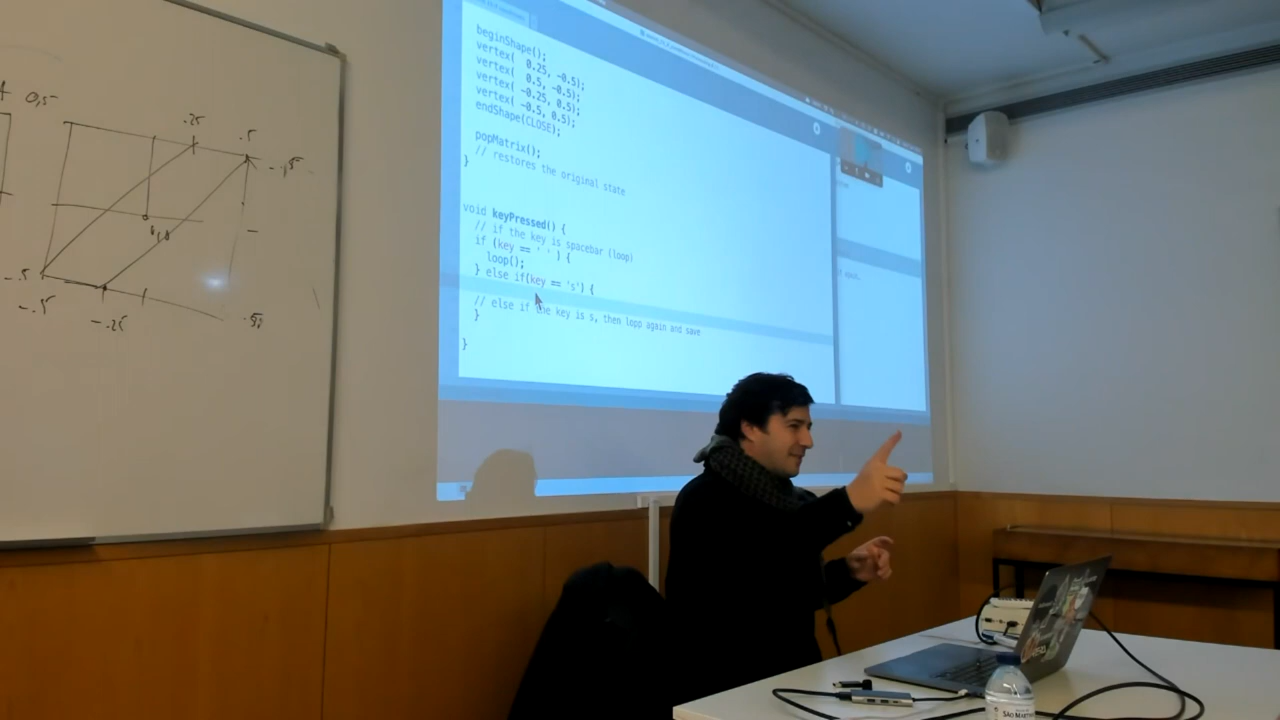 0,5
.25
.5
-.5
-.5
-.25
beginShape();
vertex( 0.25, -0.5);
vertex( 0.5, -0.5);
vertex( -0.25, 0.5);
vertex( -0.5, 0.5);
endShape(CLOSE);
popMatrix();
// restores the original state
}
void keyPressed() {
// if the key is spacebar (loop)
if (key == ' ' ) {
loop();
} else if(key == 's') {
// else if the key is s, then lopp again and save
}
}
SÃO MARTINHO